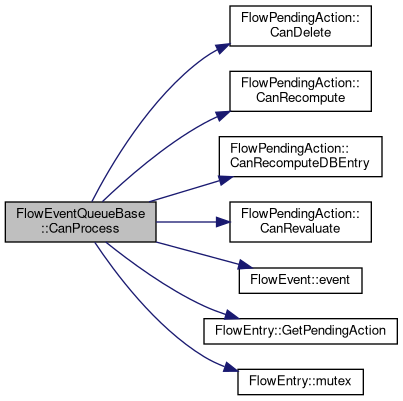 FlowPendingAction::
CanDelete
FlowPendingAction::
CanRecompute
FlowPendingAction::
CanRecomputeDBEntry
FlowEventQueueBase
::CanProcess
FlowPendingAction::
CanRevaluate
FlowEvent::event
FlowEntry::GetPendingAction
FlowEntry::mutex